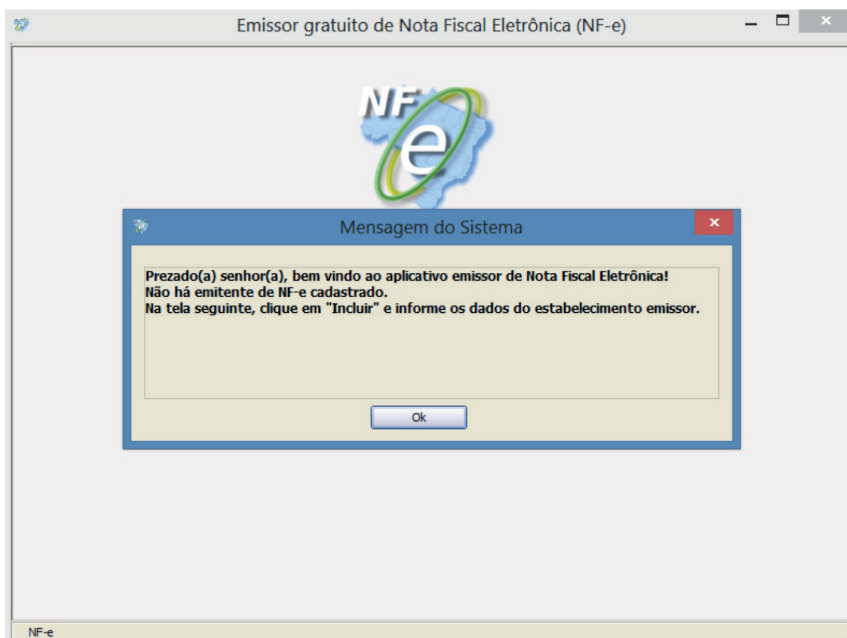 Emissor gratuito de Nota Fiscal Eletrônica (NF-e)
NF
e
Mensagem do Sistema
Prezado(a) senhor(a), bem vindo ao aplicativo emissor de Nota Fiscal Eletrônica!
Não há emitente de NF-e cadastrado.
Na tela seguinte, clique em "Incluir" e informe os dados do estabelecimento emissor.
Ok
NF-e